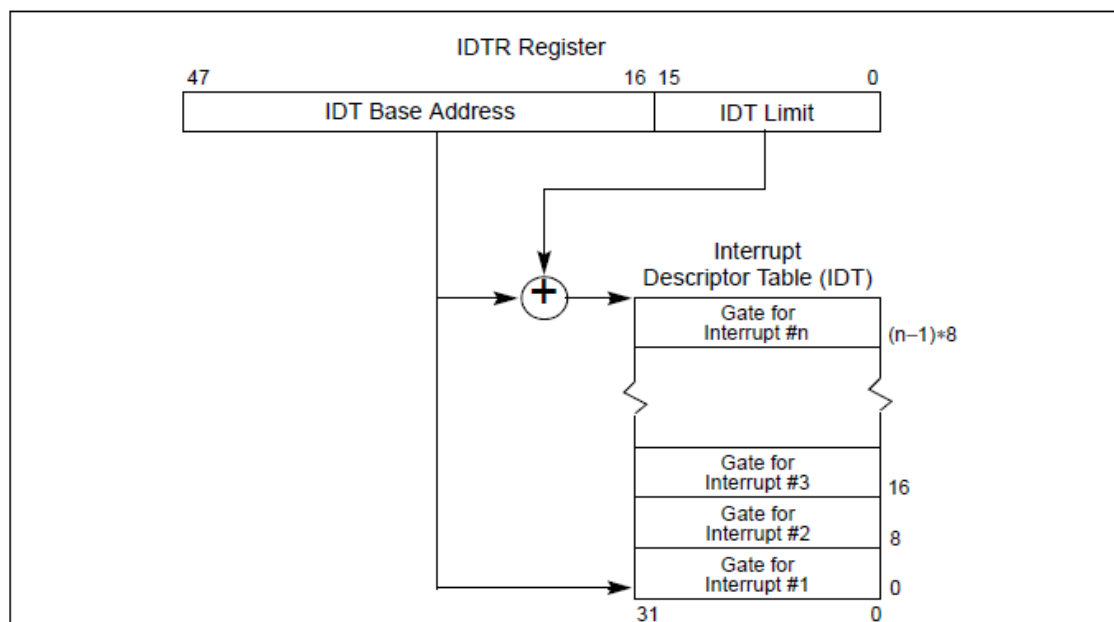 IDTR Register
47 16 15 0
IDT Base Address IDT Limit
+
Interrupt
Descriptor Table (IDT)
Gate for
Interrupt #n
(n–1)∗8
Gate for
Interrupt #3
16
Gate for
Interrupt #2
8
Gate for
Interrupt #1
0
31 0